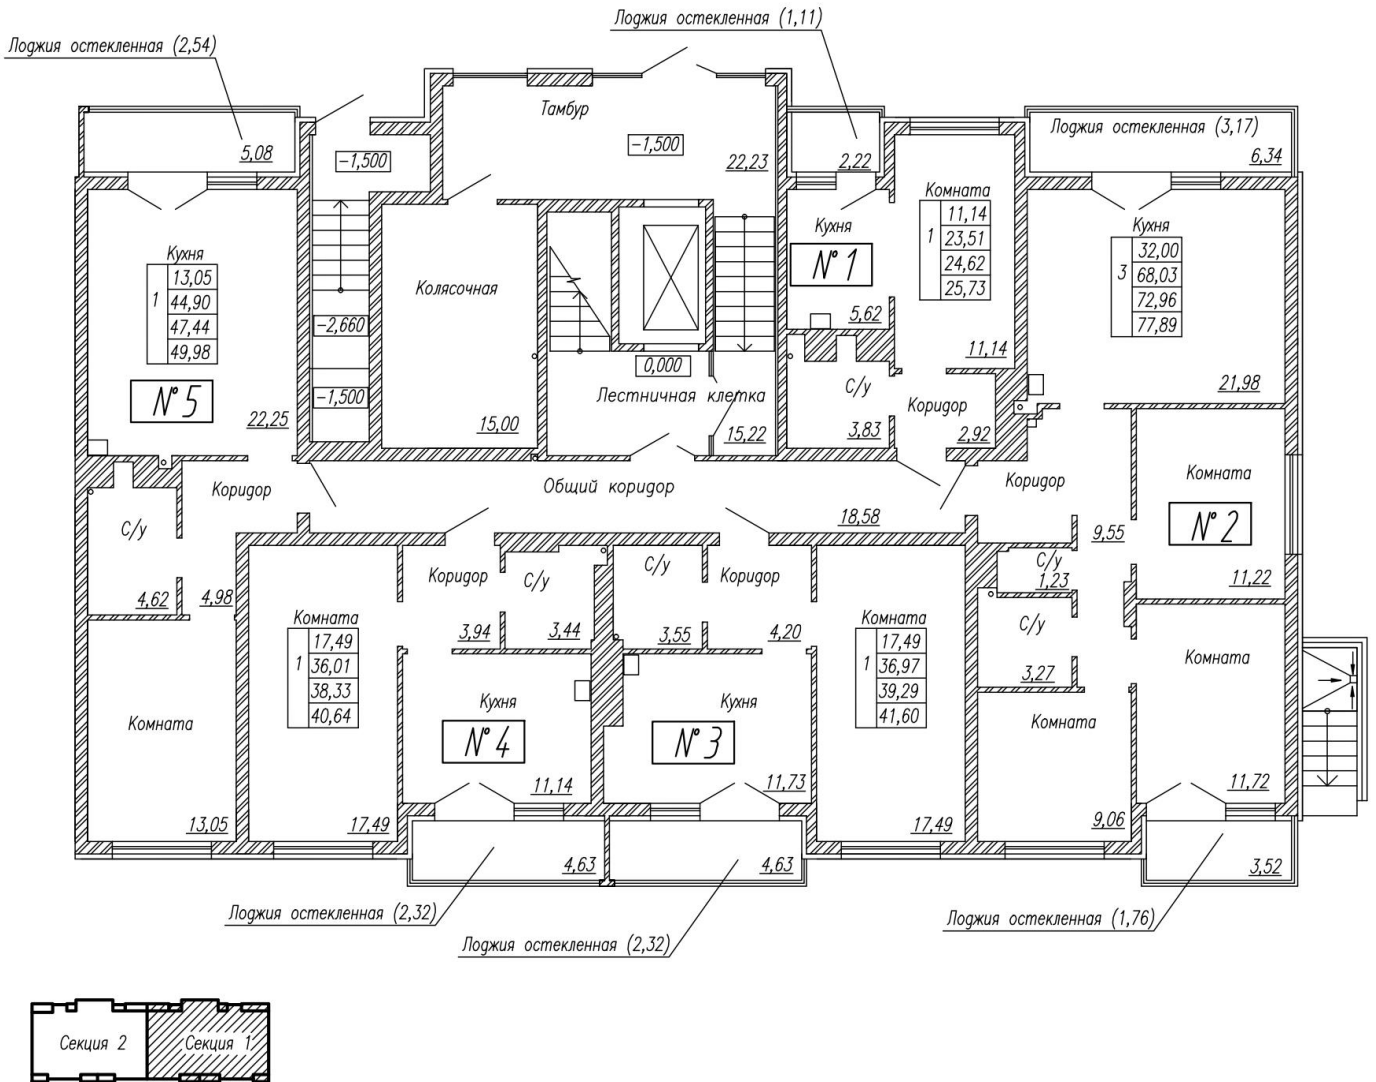 Лоджия остекленная (1,11)
Лоджия остекленная (2,54)
Тамбур
Лоджия остекленная (3,17)
5,08
-1,500
-1,500
22,23
2,22
6,34
Комната
1
11,14
23,51
24,62
25,73
Кухня
№1
5,62
11,14
Кухня
3
32,00
68,03
72,96
77,89
21,98
Кухня
1
13,05
44,90
47,44
49,98
№5
22,25
Колясочная
15,00
-2,660
-1,500
0,000
Лестничная клетка
15,22
С/у
3,83
Коридор
2,92
Коридор
Общий коридор
18,58
Коридор
9,55
Комната
№2
11,22
С/у
4,62
4,98
Коридор
3,94
С/у
3,44
С/у
3,55
Коридор
4,20
С/у
1,23
С/у
3,27
Комната
1
17,49
36,01
38,33
40,64
Комната
1
17,49
36,97
39,29
41,60
Комната
11,72
Комната
13,05
17,49
Кухня
№4
11,14
Кухня
№3
11,73
17,49
Комната
9,06
4,63
4,63
3,52
Лоджия остекленная (2,32)
Лоджия остекленная (2,32)
Лоджия остекленная (1,76)
Секция 2
Секция 1